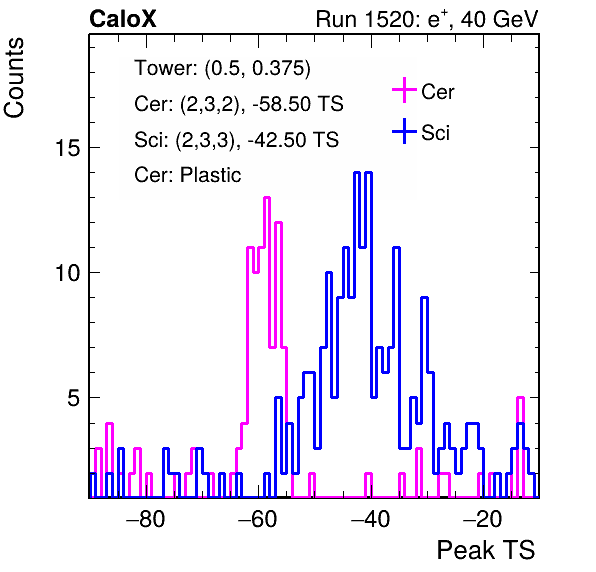 CaloX
Run 1520: e⁺, 40 GeV
Counts
Tower: (0.5, 0.375)
Cer: (2,3,2), -58.50 TS
Sci: (2,3,3), -42.50 TS
Cer: Plastic
Cer
Sci
15
10
5
−80 −60 −40 −20
Peak TS